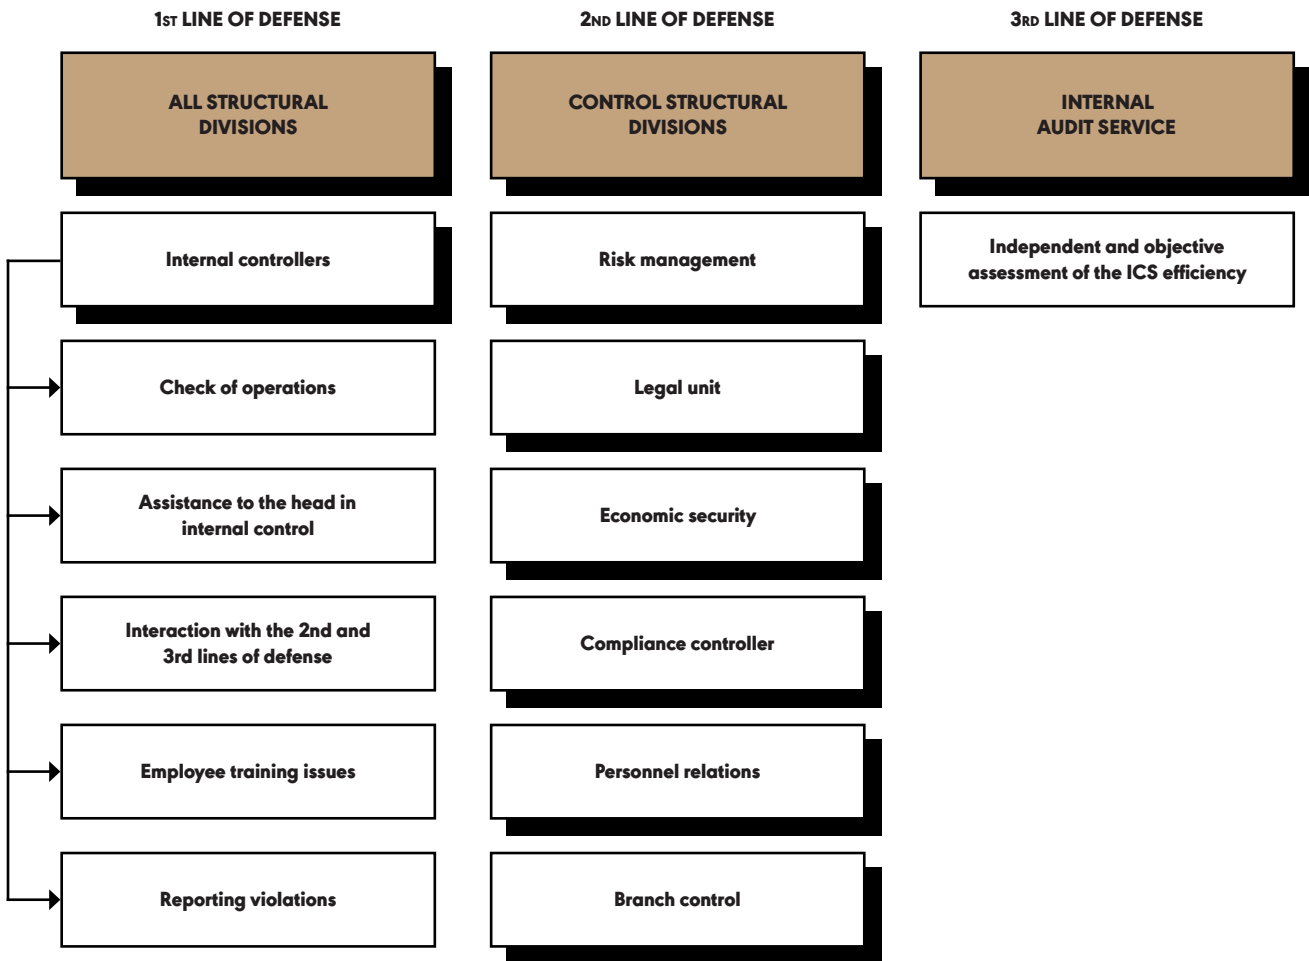 1ST LINE OF DEFENSE
2ND LINE OF DEFENSE
3RD LINE OF DEFENSE
ALL STRUCTURAL
DIVISIONS
CONTROL STRUCTURAL
DIVISIONS
INTERNAL
AUDIT SERVICE
Internal controllers
Risk management
Independent and objective
assessment of the ICS efficiency
Check of operations
Legal unit
Assistance to the head in
internal control
Economic security
Interaction with the 2nd and
3rd lines of defense
Compliance controller
Employee training issues
Personnel relations
Reporting violations
Branch control